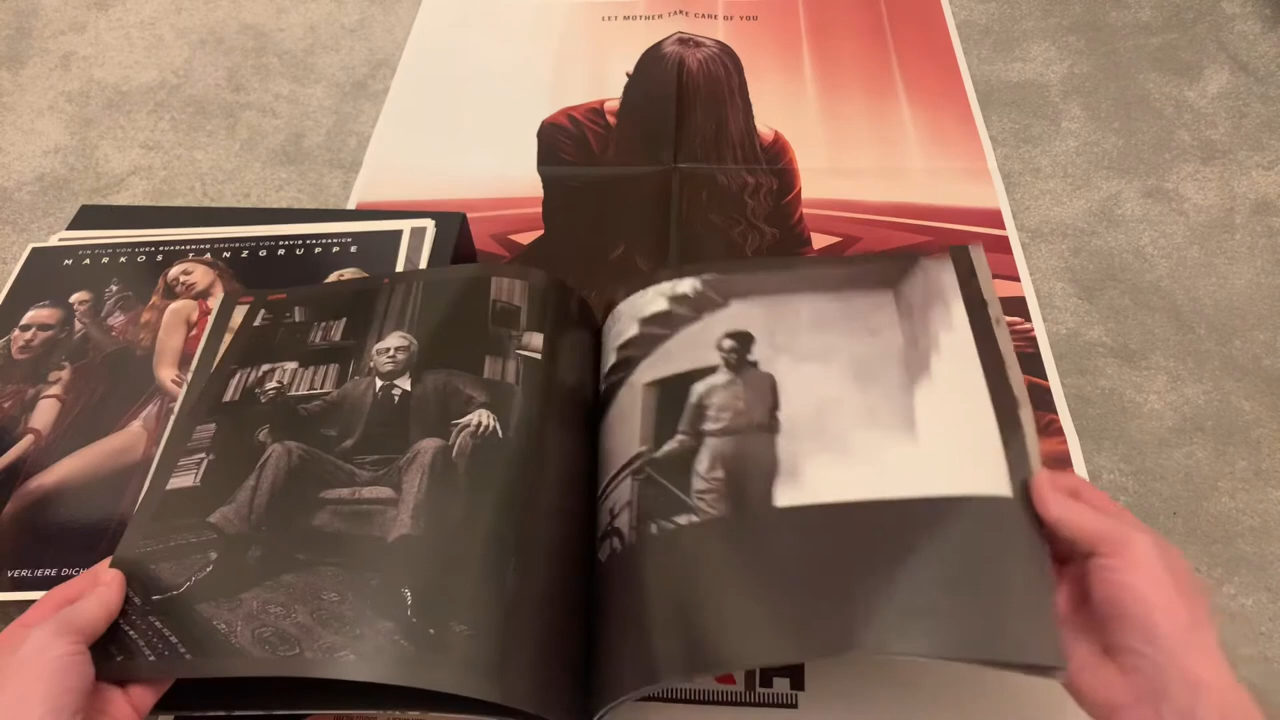 LET MOTHER TAKE CARE OF YOU
EIN FILM VON LUCA GUADAGNINO DREHBUCH VON DAVID KAJGANICH
MARKOS TANZGRUPPE
VERLIERE DICH